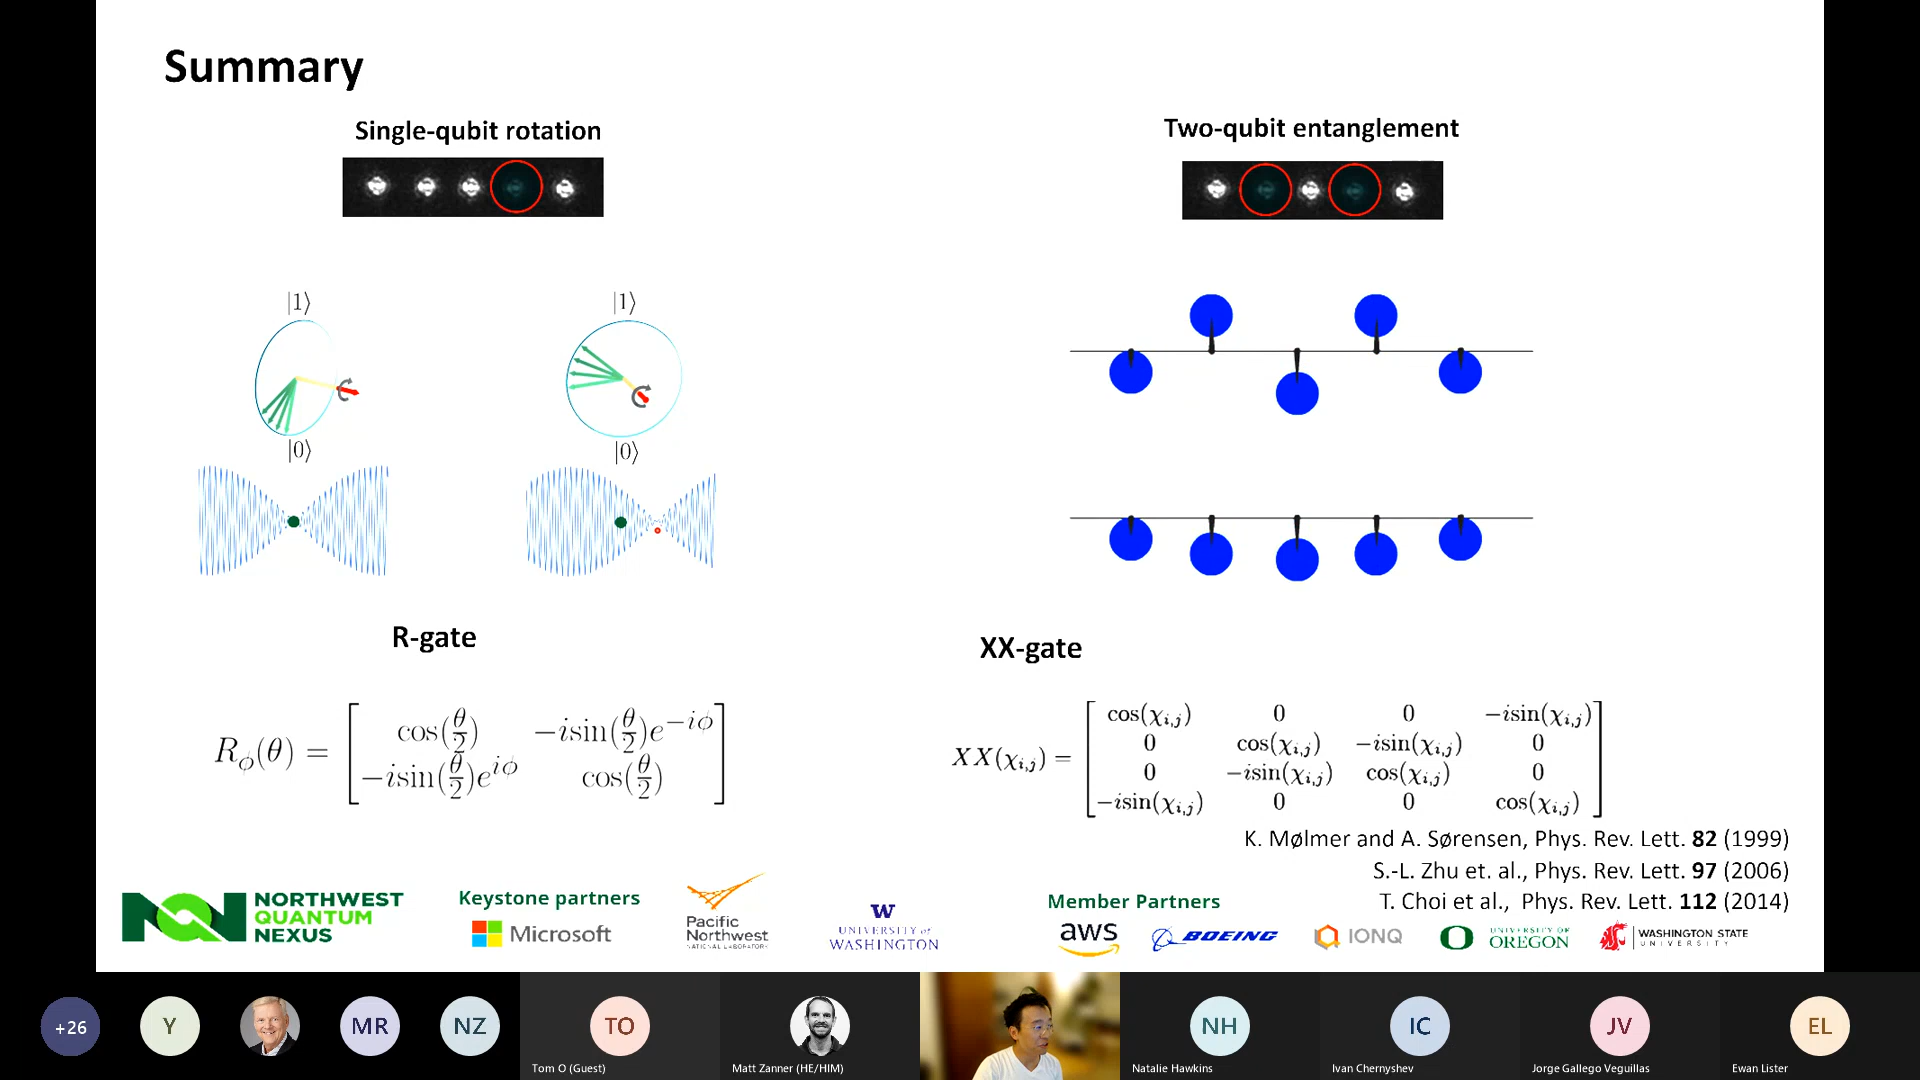 Summary
Single-qubit rotation
Two-qubit entanglement
|1⟩
|1⟩
|0⟩
|0⟩
R-gate
XX-gate
R_ϕ(θ) = [cos(θ/2) −isin(θ/2)e^{−iϕ}
−isin(θ/2)e^{iϕ} cos(θ/2)]
XX(χ_{i,j}) = [cos(χ_{i,j}) 0 0 −isin(χ_{i,j})
0 cos(χ_{i,j}) −isin(χ_{i,j}) 0
0 −isin(χ_{i,j}) cos(χ_{i,j}) 0
−isin(χ_{i,j}) 0 0 cos(χ_{i,j})]
K. Mølmer and A. Sørensen, Phys. Rev. Lett. 82 (1999)
S.-L. Zhu et. al., Phys. Rev. Lett. 97 (2006)
T. Choi et al., Phys. Rev. Lett. 112 (2014)
NORTHWEST
QUANTUM
NEXUS
Keystone partners
Microsoft
Pacific
Northwest
NATIONAL LABORATORY
W
UNIVERSITY of
WASHINGTON
Member Partners
aws
BOEING
IONQ
O
UNIVERSITY OF
OREGON
WASHINGTON STATE
UNIVERSITY
+26
Y
MR
NZ
TO
Tom O (Guest)
Matt Zanner (HE/HIM)
NH
Natalie Hawkins
IC
Ivan Chernyshev
JV
Jorge Gallego Veguillas
EL
Ewan Lister